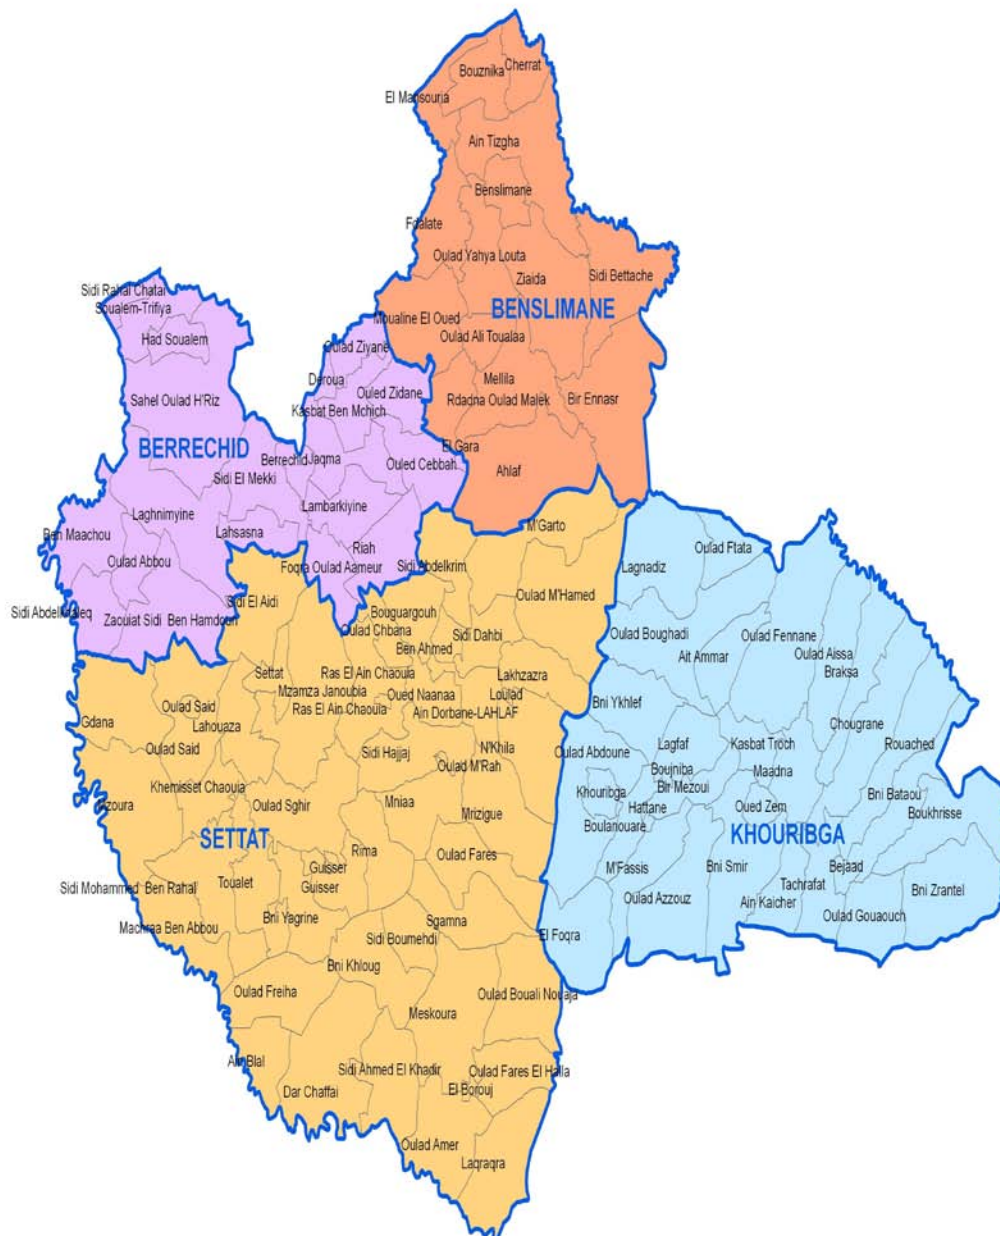 Cherrat
Bouznika
El Mansouria
Ain Tizgha
Benslimane
Fdalate
Oulad Yahya Louta
Ziaida
Sidi Bettache
BENSLIMANE
Moualine El Oued
Oulad Ali Toualaa
Mellila
Rdadna Oulad Malek
Bir Ennasr
El Gara
Ahlaf
Sidi Rahal Chatai
Soualem-Trifiya
Had Soualem
Oulad Ziyane
Deroua
Ouled Zidane
Kasbat Ben Mchich
Sahel Oulad H'Riz
BERRECHID
Berrechid
Jaqma
Ouled Cebbah
Sidi El Mekki
Lambarkiyine
Laghnimyine
Lahsasna
Ben Maachou
Riah
Oulad Abbou
Foqra Oulad Aameur
Sidi Abdelkhaleq
Zaouiat Sidi Ben Hamdoun
M'Garto
Sidi Abdelkrim
Oulad M'Hamed
Sidi El Aidi
Bouguargouh
Oulad Chbana
Sidi Dahbi
Ben Ahmed
Settat
Ras El Ain Chaouia
Lakhzazra
Mzamza Janoubia
Oued Naanaa
Loulad
Ras El Ain Chaouia
Ain Dorbane-LAHLAF
Oulad Said
Gdana
Lahouaza
Oulad Said
Sidi Hajjaj
N'Khila
Oulad M'Rah
Khemisset Chaouia
Mzoura
Oulad Sghir
Mniaa
Mrizigue
SETTAT
Rima
Oulad Fares
Guisser
Toualet
Guisser
Sidi Mohammed Ben Rahal
Machraa Ben Abbou
Bni Yagrine
Sgamna
Sidi Boumehdi
Bni Khloug
Oulad Freiha
Oulad Bouali Nouaja
Meskoura
Ain Blal
Sidi Ahmed El Khadir
Oulad Fares El Halla
Dar Chaffai
El Borouj
Oulad Amer
Laqraqra
Oulad Ftata
Lagnadiz
Oulad Boughadi
Oulad Fennane
Ait Ammar
Oulad Aissa
Braksa
Bni Ykhlef
Chougrane
Rouached
Oulad Abdoune
Lagfaf
Kasbat Troch
Boujniba
Maadna
Khouribga
Bir Mezoui
Bni Bataou
Hattane
Oued Zem
Boukhrisse
Boulanouare
KHOURIBGA
M'Fassis
Bni Smir
Bejaad
Tachrafat
Bni Zrantel
Oulad Azzouz
Ain Kaicher
Oulad Gouaouch
El Foqra